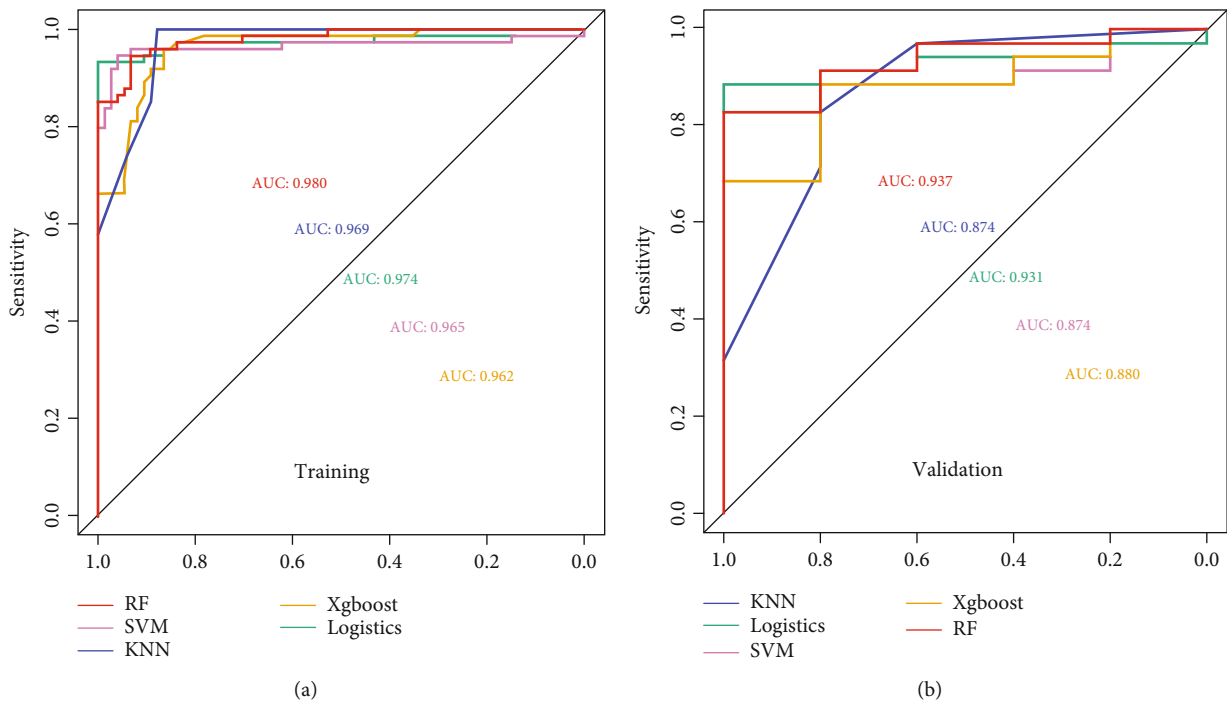 1.0
0.8
0.6
0.4
0.2
0.0
Sensitivity
AUC: 0.980
AUC: 0.969
AUC: 0.974
AUC: 0.965
AUC: 0.962
Training
1.0 0.8 0.6 0.4 0.2 0.0
RF
SVM
KNN
Xgboost
Logistics
(a)
1.0
0.8
0.6
0.4
0.2
0.0
Sensitivity
AUC: 0.937
AUC: 0.874
AUC: 0.931
AUC: 0.874
AUC: 0.880
Validation
1.0 0.8 0.6 0.4 0.2 0.0
KNN
Logistics
SVM
Xgboost
RF
(b)